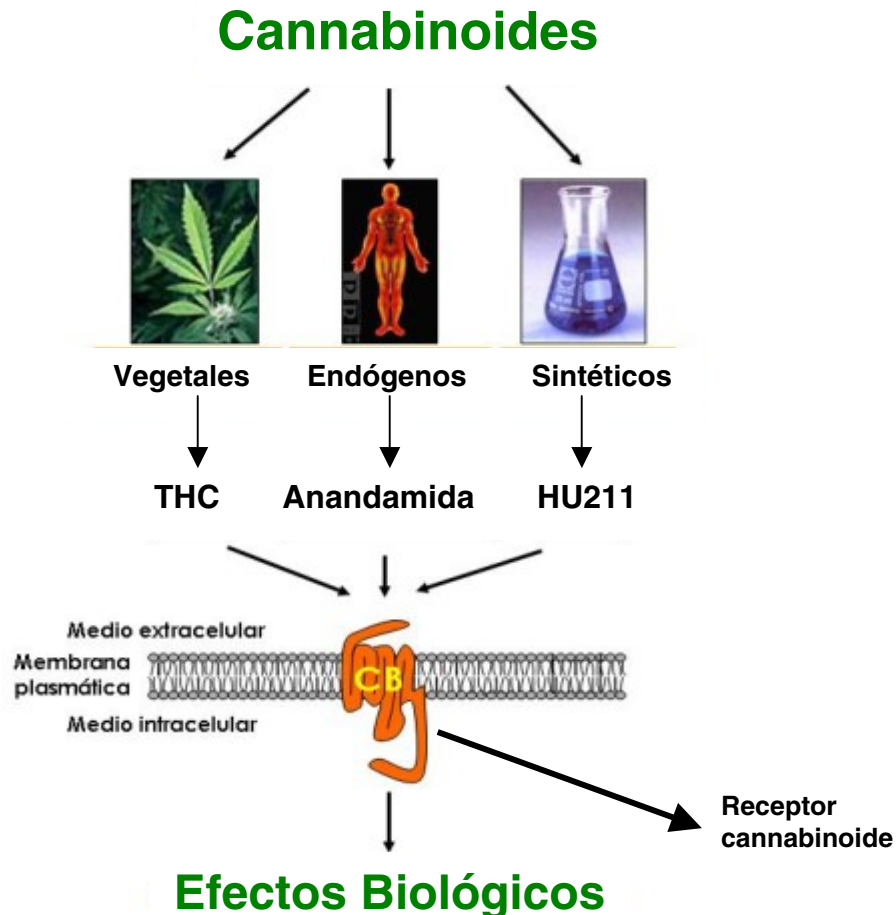 Cannabinoides
Vegetales Endógenos Sintéticos
THC Anandamida HU211
Medio extracelular
Membrana
plasmática
CB
Medio intracelular
Receptor
cannabinoide
Efectos Biológicos